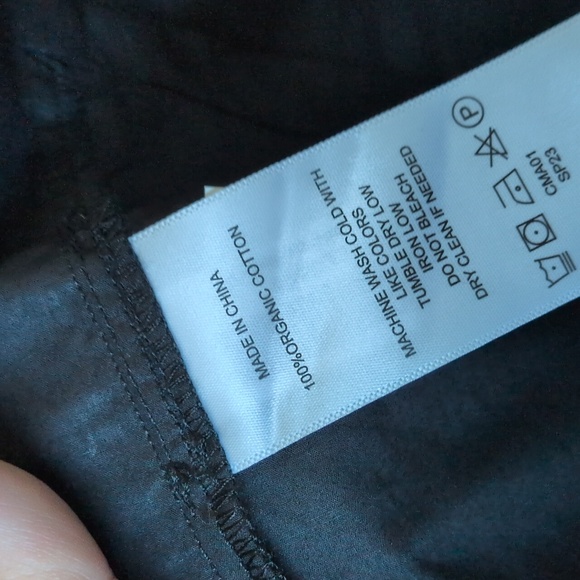 MADE IN CHINA
100%ORGANIC COTTON
MACHINE WASH COLD WITH
LIKE COLORS
TUMBLE DRY LOW
IRON LOW
DO NOT BLEACH
DRY CLEAN IF NEEDED
P
CMA01
SP23